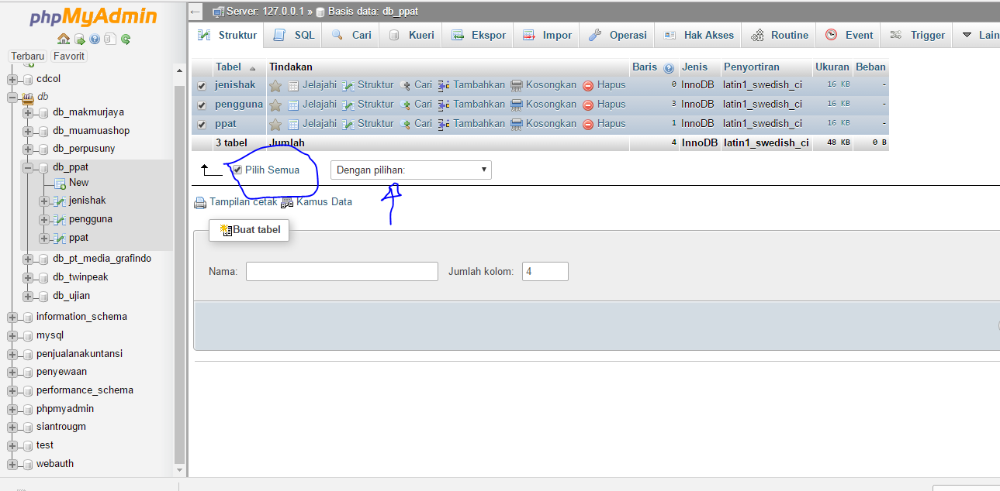 phpMyAdmin
Terbaru Favorit
cdcol
db
db_makmurjaya
db_muamuashop
db_perpusuny
db_ppat
New
jenishak
pengguna
ppat
db_pt_media_grafindo
db_twinpeak
db_ujian
information_schema
mysql
penjualanakuntansi
penyewaan
performance_schema
phpmyadmin
siantrougm
test
webauth
Server: 127.0.0.1 » Basis data: db_ppat
Struktur SQL Cari Kueri Ekspor Impor Operasi Hak Akses Routine Event Trigger Lain
Tabel Tindakan Baris Jenis Penyortiran Ukuran Beban
jenishak Jelajahi Struktur Cari Tambahkan Kosongkan Hapus 0 InnoDB latin1_swedish_ci 16 KB -
pengguna Jelajahi Struktur Cari Tambahkan Kosongkan Hapus 3 InnoDB latin1_swedish_ci 16 KB -
ppat Jelajahi Struktur Cari Tambahkan Kosongkan Hapus 1 InnoDB latin1_swedish_ci 16 KB -
3 tabel Jumlah 4 InnoDB latin1_swedish_ci 48 KB 0 B
Pilih Semua Dengan pilihan:
Tampilan cetak Kamus Data
Buat tabel
Nama: Jumlah kolom: 4